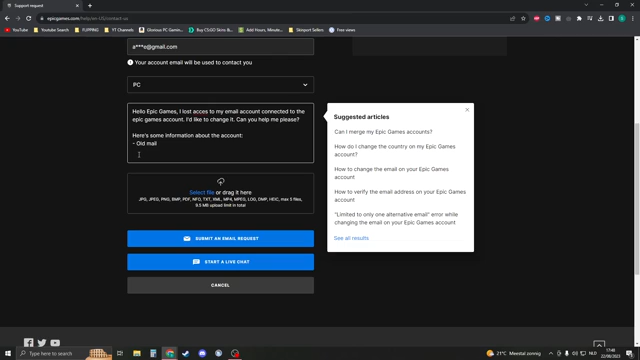 Support request
epicgames.com/help/en-US/contact-us
YouTube
Youtube Search
FLIPPING
YT Channels
Glorious PC Gaming
Buy CS:GO Skins &
Add Hours, Minute
Skinport Sellers
Free views
a***e@gmail.com
Your account email will be used to contact you
PC
Hello Epic Games, I lost acces to my email account connected to the
epic games account. I'd like to change it. Can you help me please?
Here's some information about the account:
- Old mail
Select file or drag it here
JPG, JPEG, PNG, BMP, PDF, NFO, TXT, XML, MP4, MPEG, LOG, DMP, HEIC, max 5 files,
9.5 MB upload limit in total
SUBMIT AN EMAIL REQUEST
START A LIVE CHAT
CANCEL
Suggested articles
Can I merge my Epic Games accounts?
How do I change the country on my Epic Games
account?
How to change the email on your Epic Games
account
How to verify the email address on your Epic Games
account
"Limited to only one alternative email" error while
changing the email on your Epic Games account
See all results
Type here to search
21°C Meestal zonnig
NLD
17:48
22/08/2023